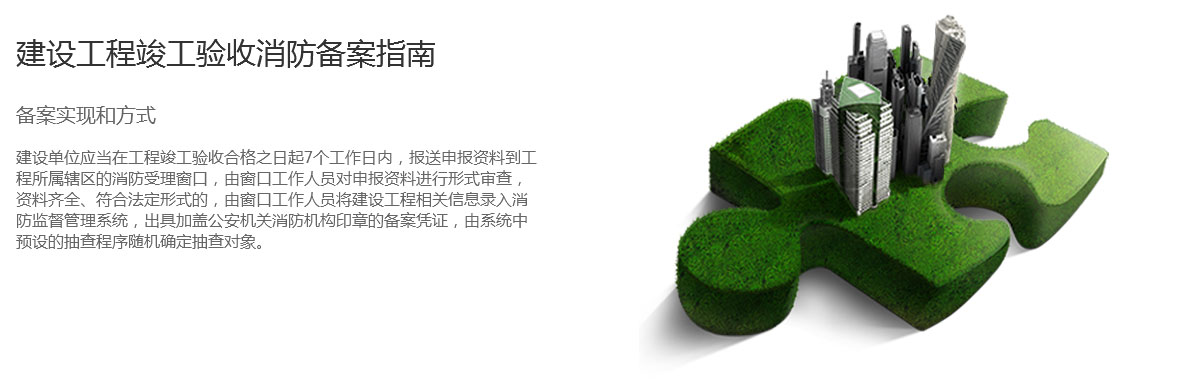 建设工程竣工验收消防备案指南
备案实现和方式
建设单位应当在工程竣工验收合格之日起7个工作日内，报送申报资料到工
程所属辖区的消防受理窗口，由窗口工作人员对申报资料进行形式审查，
资料齐全、符合法定形式的，由窗口工作人员将建设工程相关信息录入消
防监督管理系统，出具加盖公安机关消防机构印章的备案凭证，由系统中
预设的抽查程序随机确定抽查对象。